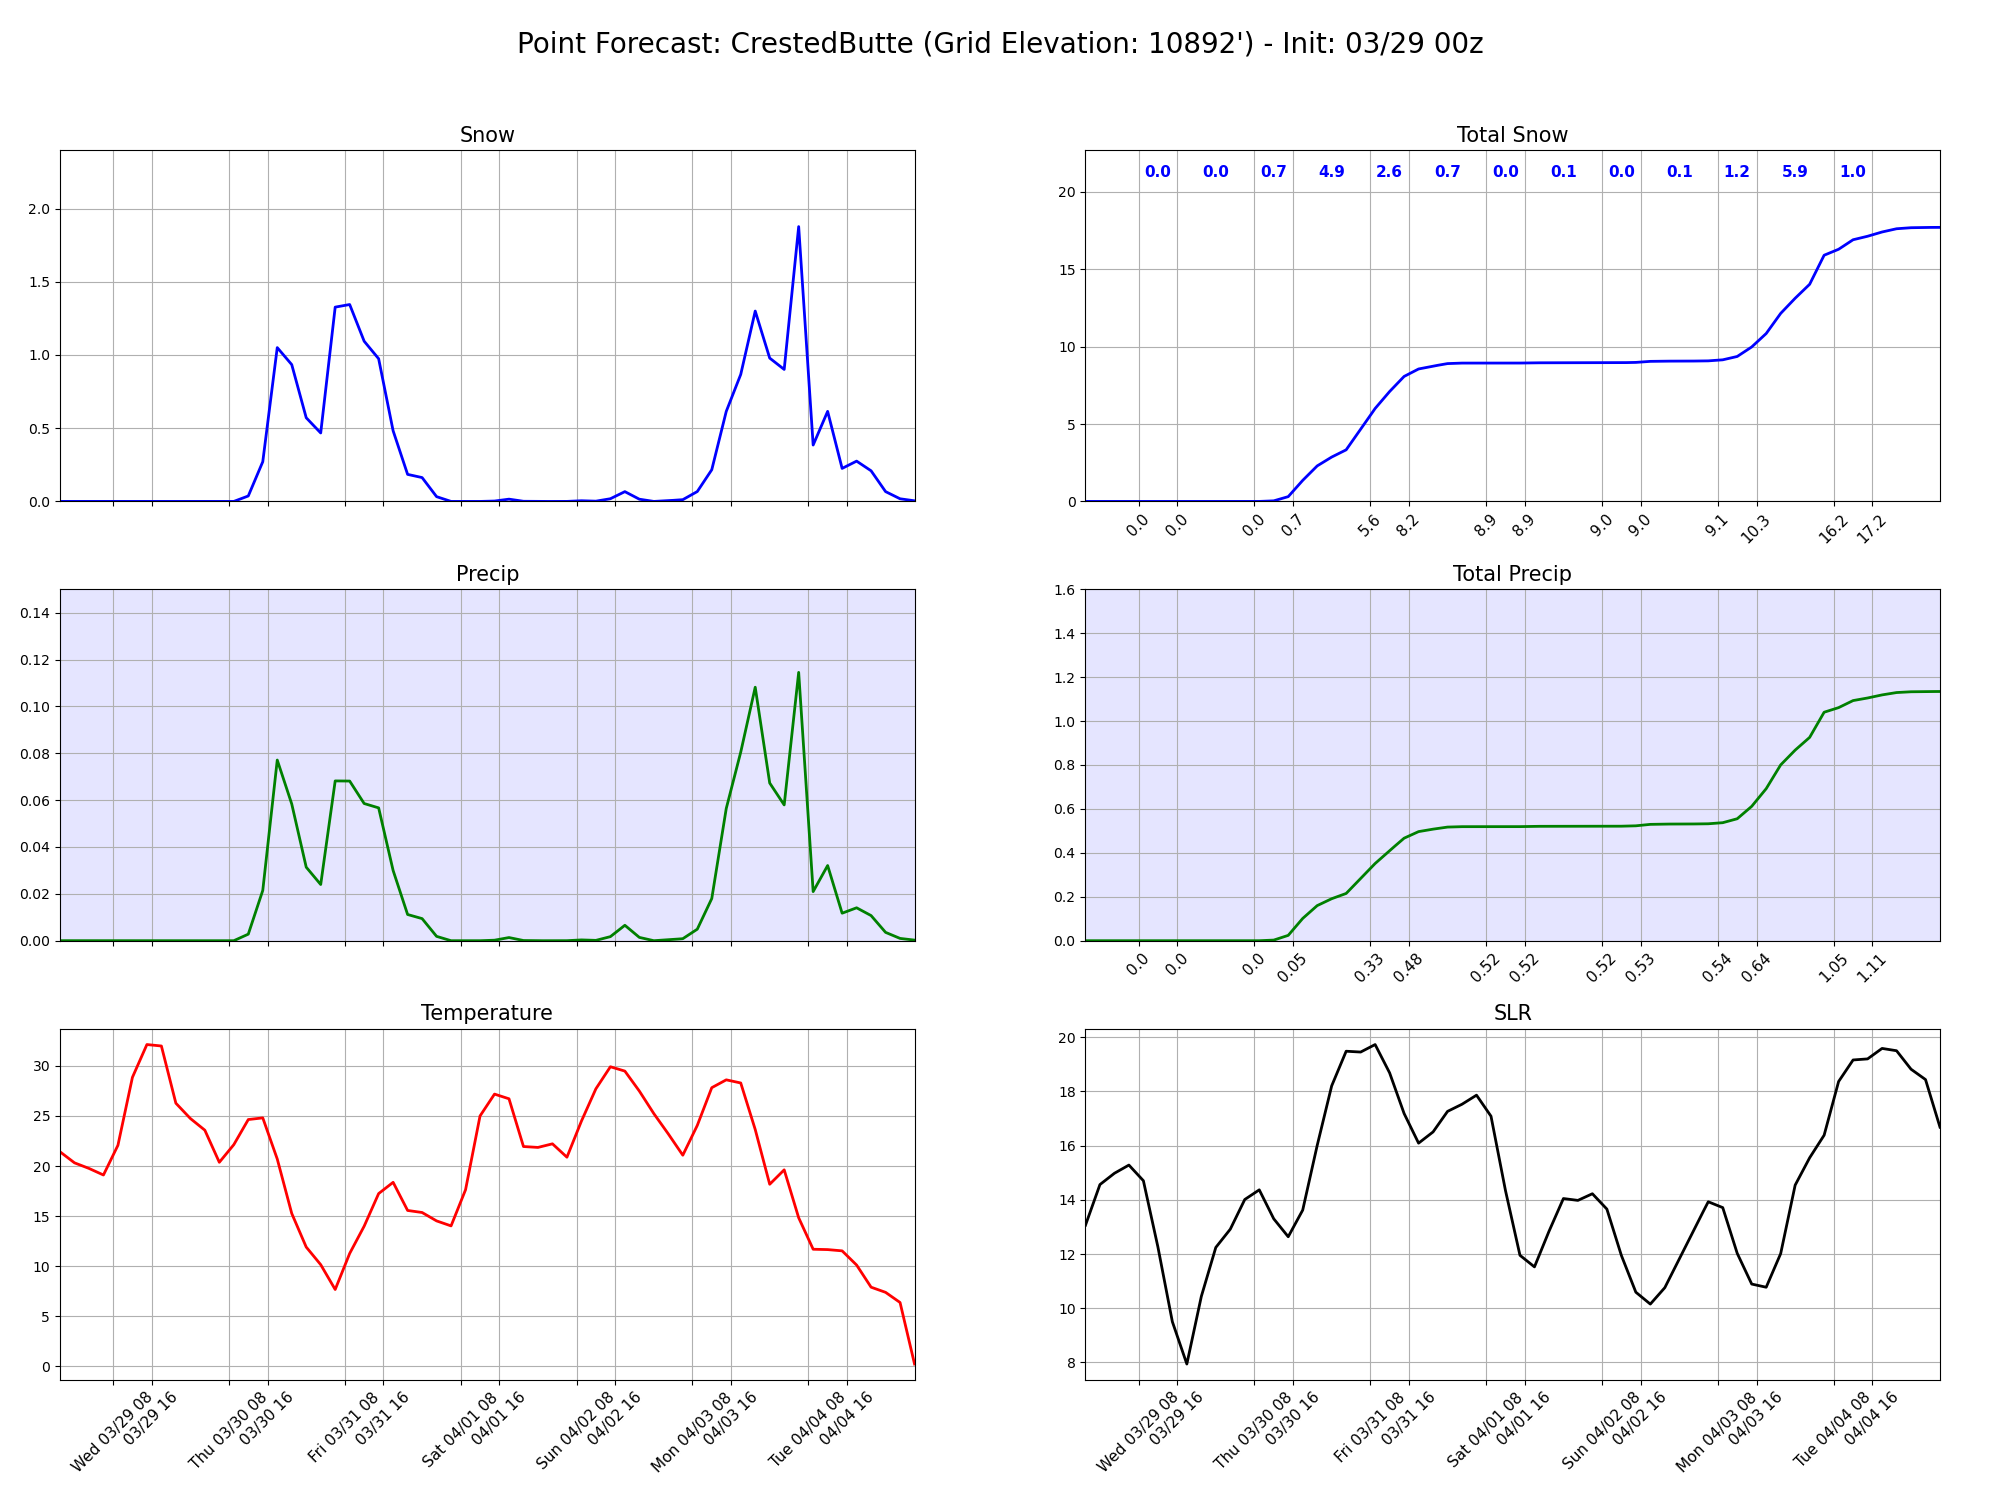 Point Forecast: CrestedButte (Grid Elevation: 10892') - Init: 03/29 00z
Snow
2.0
1.5
1.0
0.5
0.0
Total Snow
0.0 0.0 0.7 4.9 2.6 0.7 0.0 0.1 0.0 0.1 1.2 5.9 1.0
20
15
10
5
0
0.0 0.0 0.0 0.7 5.6 8.2 8.9 8.9 9.0 9.0 9.1 10.3 16.2 17.2
Precip
0.14
0.12
0.10
0.08
0.06
0.04
0.02
0.00
Total Precip
1.6
1.4
1.2
1.0
0.8
0.6
0.4
0.2
0.0
0.0 0.0 0.0 0.05 0.33 0.48 0.52 0.52 0.52 0.53 0.54 0.64 1.05 1.11
Temperature
30
25
20
15
10
5
0
Wed 03/29 08
03/29 16
Thu 03/30 08
03/30 16
Fri 03/31 08
03/31 16
Sat 04/01 08
04/01 16
Sun 04/02 08
04/02 16
Mon 04/03 08
04/03 16
Tue 04/04 08
04/04 16
SLR
20
18
16
14
12
10
8
Wed 03/29 08
03/29 16
Thu 03/30 08
03/30 16
Fri 03/31 08
03/31 16
Sat 04/01 08
04/01 16
Sun 04/02 08
04/02 16
Mon 04/03 08
04/03 16
Tue 04/04 08
04/04 16